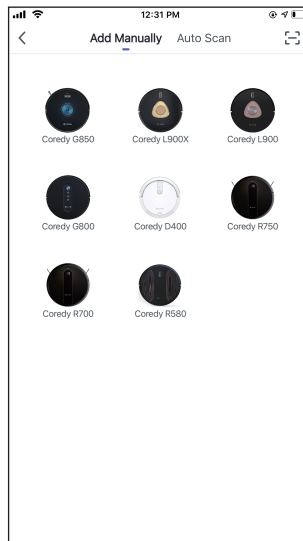 12:31 PM
Add Manually Auto Scan
Coredy G850 Coredy L900X Coredy L900
Coredy G800 Coredy D400 Coredy R750
Coredy R700 Coredy R580